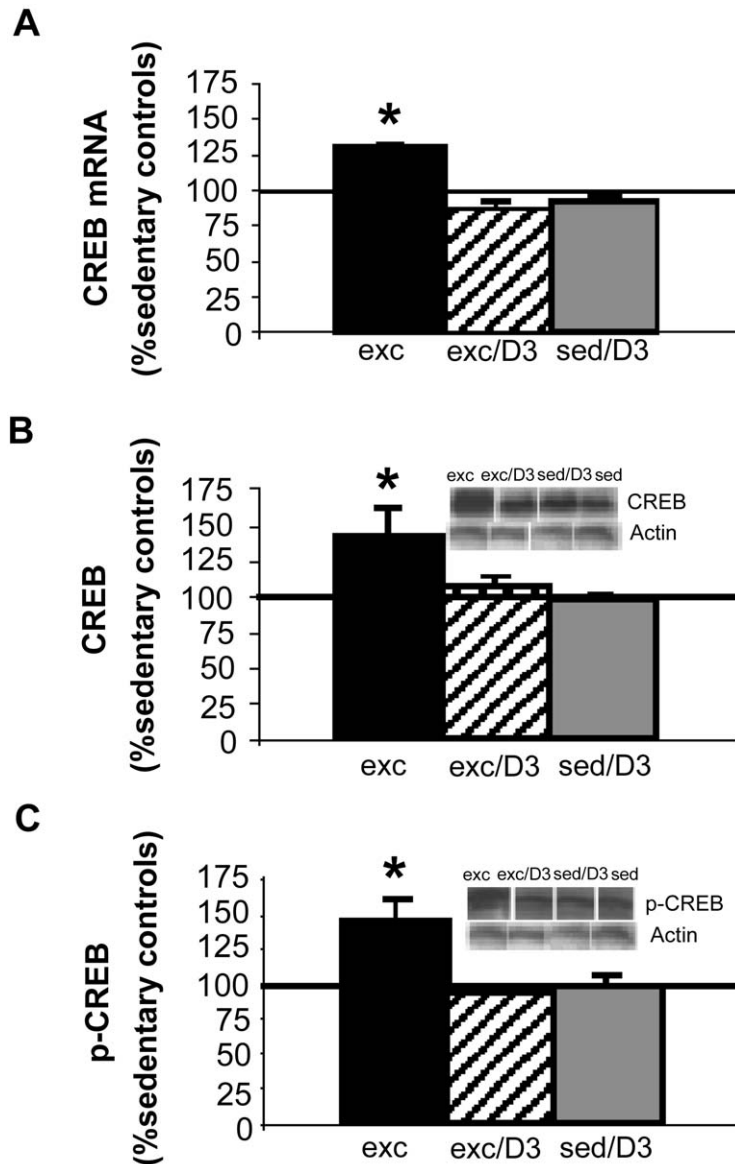 A
CREB mRNA
(%sedentary controls)
175
150
125
100
75
50
25
0
*
exc
exc/D3
sed/D3
B
CREB
(%sedentary controls)
175
150
125
100
75
50
25
0
*
exc exc/D3 sed/D3 sed
CREB
Actin
exc
exc/D3
sed/D3
C
p-CREB
(%sedentary controls)
175
150
125
100
75
50
25
0
*
exc exc/D3 sed/D3 sed
p-CREB
Actin
exc
exc/D3
sed/D3